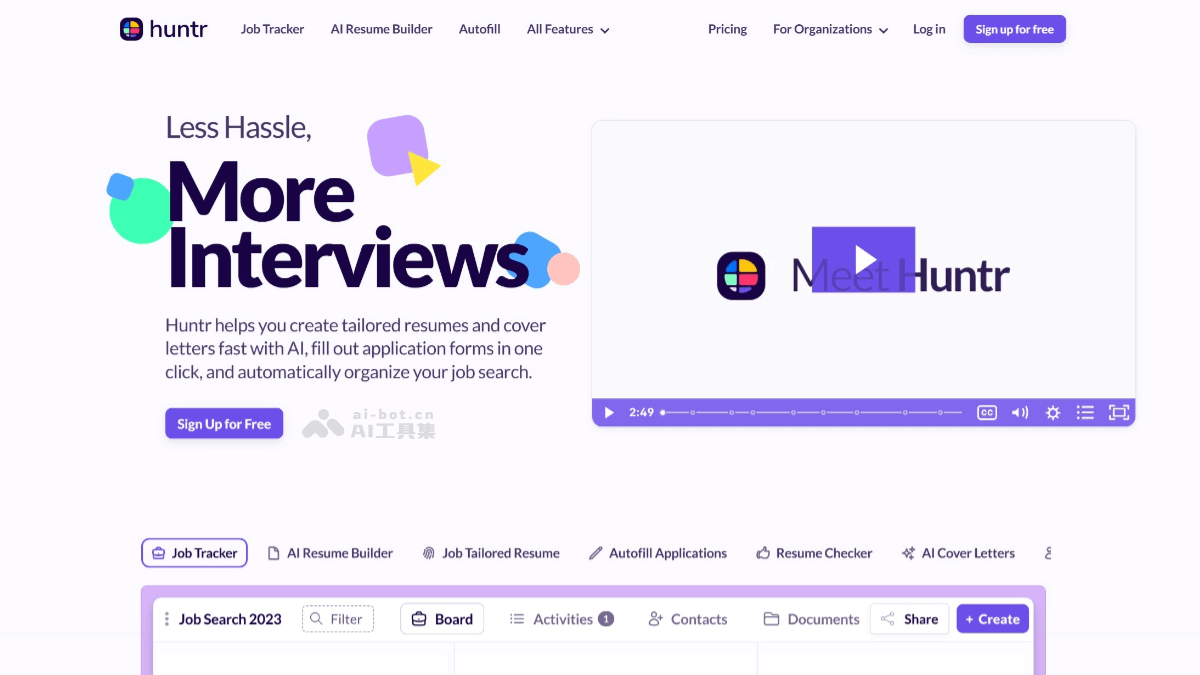 huntr
Job Tracker
AI Resume Builder
Autofill
All Features
Pricing
For Organizations
Log in
Sign up for free
Less Hassle,
More
Interviews
Huntr helps you create tailored resumes and cover
letters fast with AI, fill out application forms in one
click, and automatically organize your job search.
Sign Up for Free
ai-bot.cn
AI工具集
Meet Huntr
2:49
CC
Job Tracker
AI Resume Builder
Job Tailored Resume
Autofill Applications
Resume Checker
AI Cover Letters
Job Search 2023
Filter
Board
Activities 1
Contacts
Documents
Share
+ Create